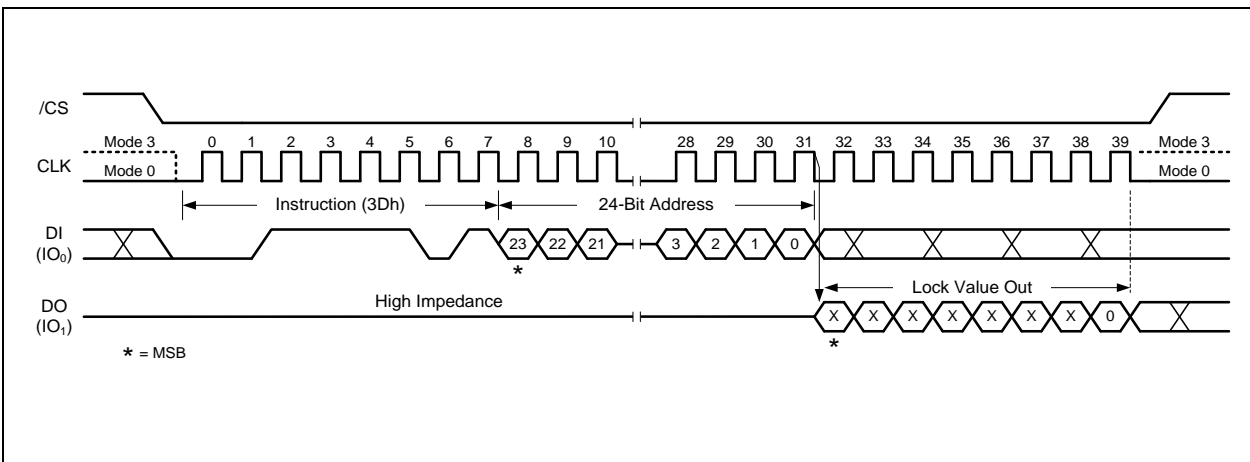 /CS
Mode 3 0 1 2 3 4 5 6 7 8 9 10 28 29 30 31 32 33 34 35 36 37 38 39 Mode 3
CLK
Mode 0 Mode 0
Instruction (3Dh) 24-Bit Address
DI
(IO₀)
23 22 21 3 2 1 0
*
Lock Value Out
High Impedance
DO
(IO₁)
X X X X X X X 0
*
* = MSB